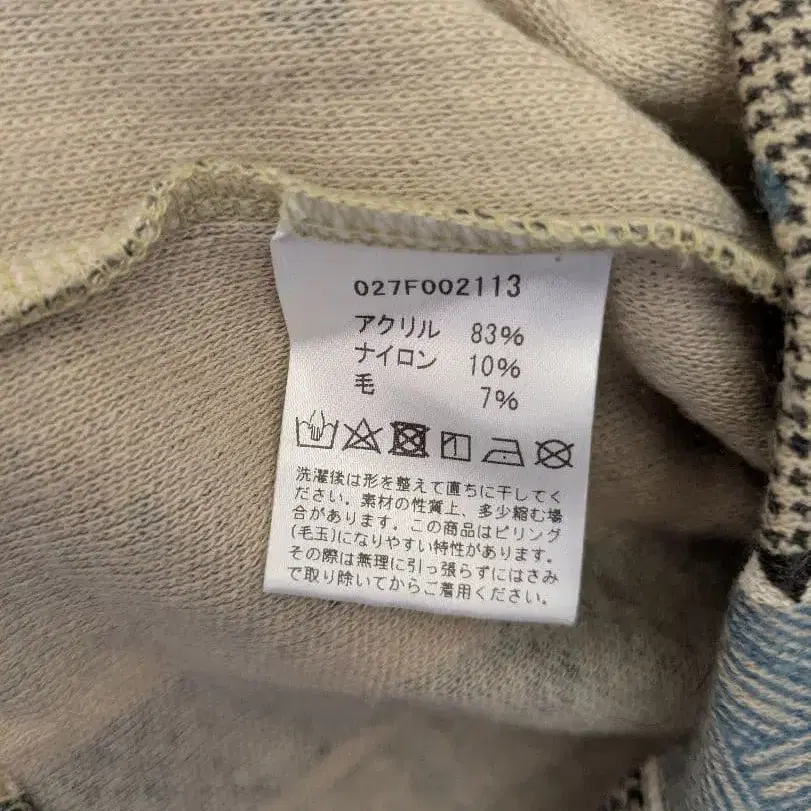 027F002113
アクリル 83%
ナイロン 10%
毛 7%
洗濯後は形を整えて直ちに干してく
ださい。素材の性質上、多少縮む場
合があります。この商品はピリング
(毛玉)になりやすい特性があります。
その際は無理に引っ張らずにはさみ
で取り除いてからご着用ください。